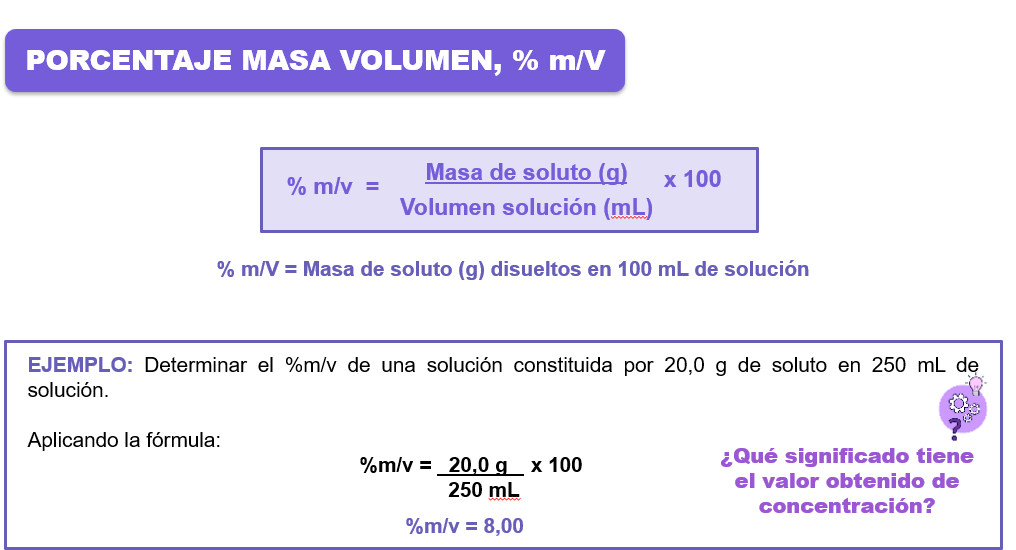 PORCENTAJE MASA VOLUMEN, % m/V
% m/v = Masa de soluto (g) x 100
Volumen solución (mL)
% m/V = Masa de soluto (g) disueltos en 100 mL de solución
EJEMPLO: Determinar el %m/v de una solución constituida por 20,0 g de soluto en 250 mL de
solución.
Aplicando la fórmula:
%m/v = 20,0 g x 100
250 mL
%m/v = 8,00
?
¿Qué significado tiene
el valor obtenido de
concentración?